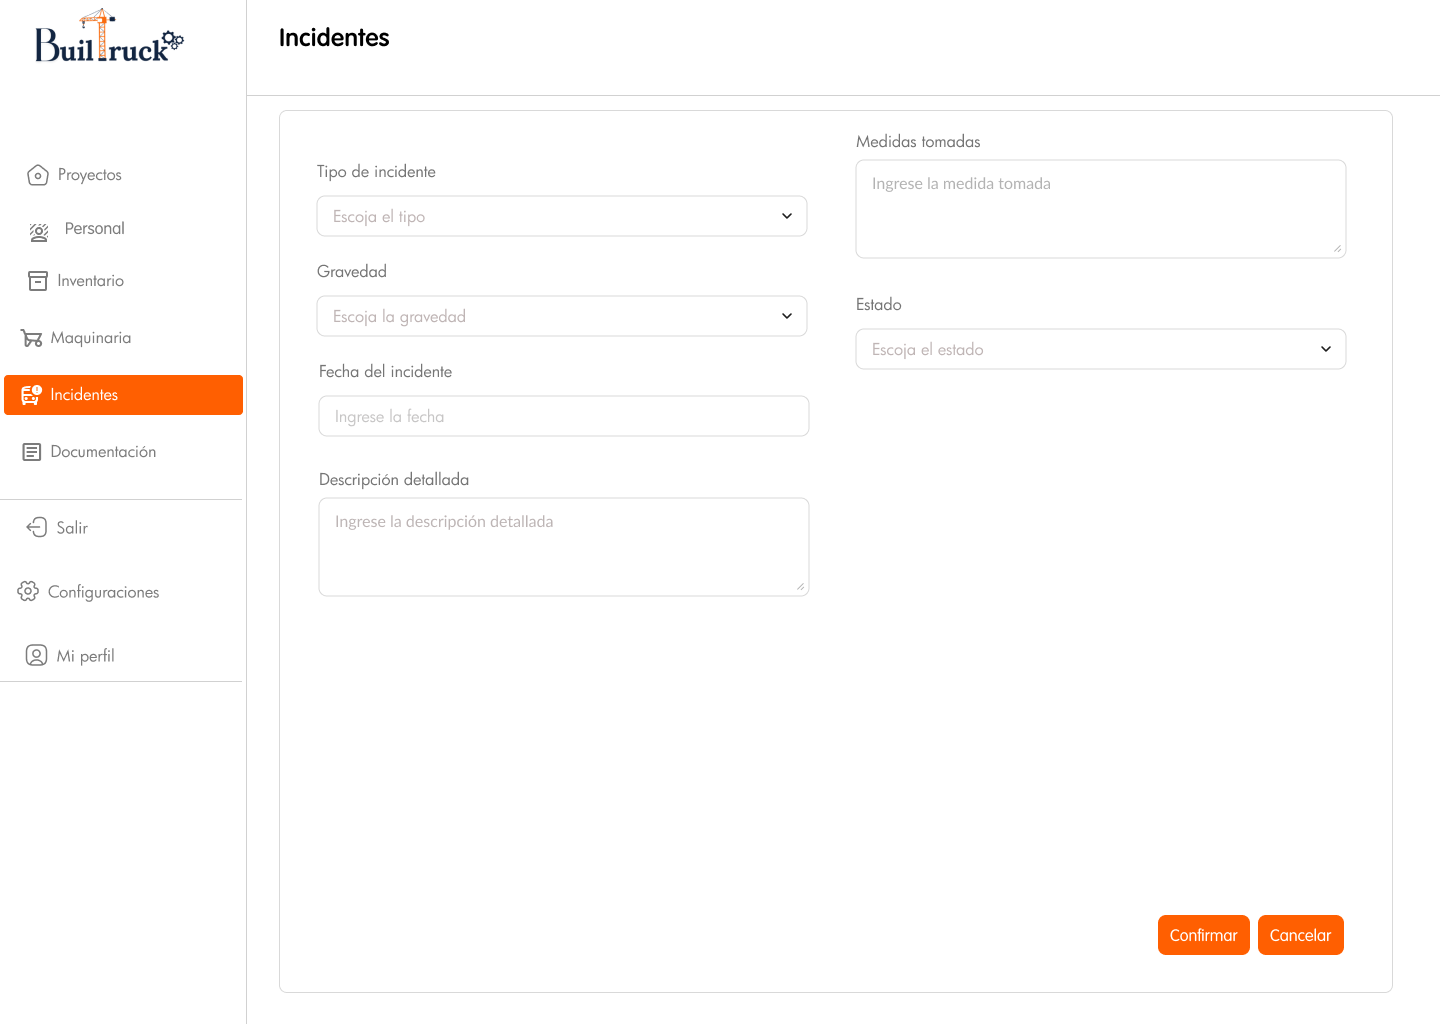 BuilTruck
Proyectos
Personal
Inventario
Maquinaria
Incidentes
Documentación
Salir
Configuraciones
Mi perfil
Incidentes
Tipo de incidente
Escoja el tipo
Gravedad
Escoja la gravedad
Fecha del incidente
Ingrese la fecha
Descripción detallada
Ingrese la descripción detallada
Medidas tomadas
Ingrese la medida tomada
Estado
Escoja el estado
Confirmar
Cancelar